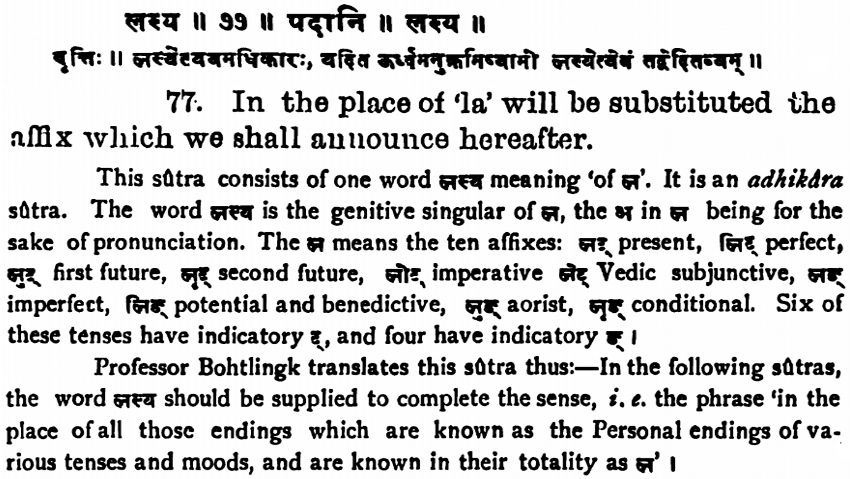 लस्य ॥ ७७ ॥ पदानि ॥ लस्य ॥
वृत्तिः ॥ लस्येत्ययमधिकारः, यदित ऊर्ध्वमनुक्रमिष्यामो लस्येत्येवं तद्वेदितव्यम् ॥
77. In the place of ‘la’ will be substituted the
affix which we shall announce hereafter.
This sûtra consists of one word लस्य meaning ‘of ल’. It is an adhikâra
sûtra. The word लस्य is the genitive singular of ल, the अ in ल being for the
sake of pronunciation. The ल means the ten affixes: लट् present, लिट् perfect,
लुट् first future, लृट् second future, लोट् imperative लेट् Vedic subjunctive, लङ्
imperfect, लिङ् potential and benedictive, लुङ् aorist, लृङ् conditional. Six of
these tenses have indicatory ट्, and four have indicatory ङ् ।
Professor Bohtlingk translates this sûtra thus:—In the following sûtras,
the word लस्य should be supplied to complete the sense, i. e. the phrase ‘in the
place of all those endings which are known as the Personal endings of va-
rious tenses and moods, and are known in their totality as ल’ ।